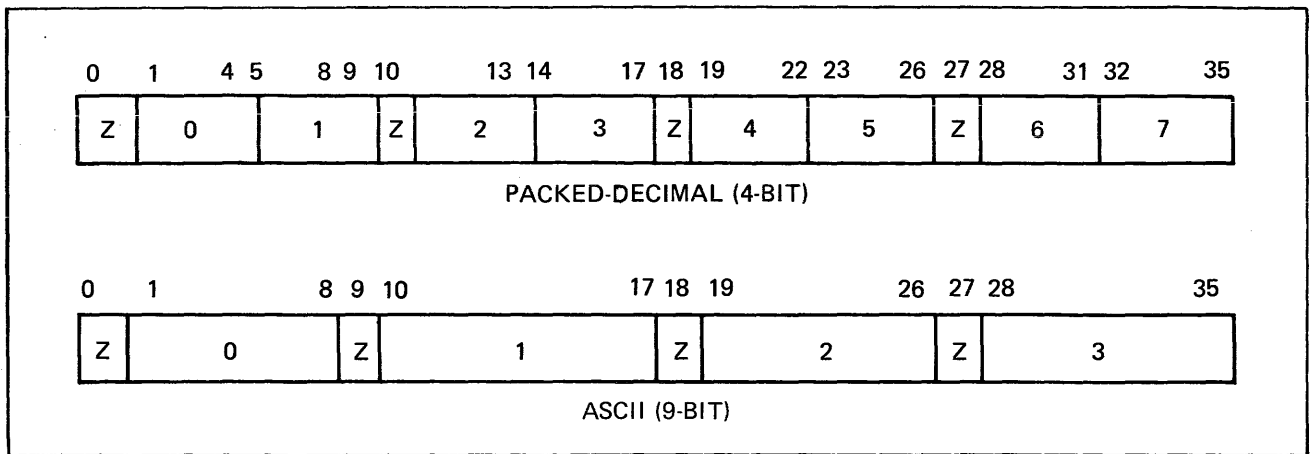 0 1 4 5 8 9 10 13 14 17 18 19 22 23 26 27 28 31 32 35
Z 0 1 Z 2 3 Z 4 5 Z 6 7
PACKED-DECIMAL (4-BIT)
0 1 8 9 10 17 18 19 26 27 28 35
Z 0 Z 1 Z 2 Z 3
ASCII (9-BIT)